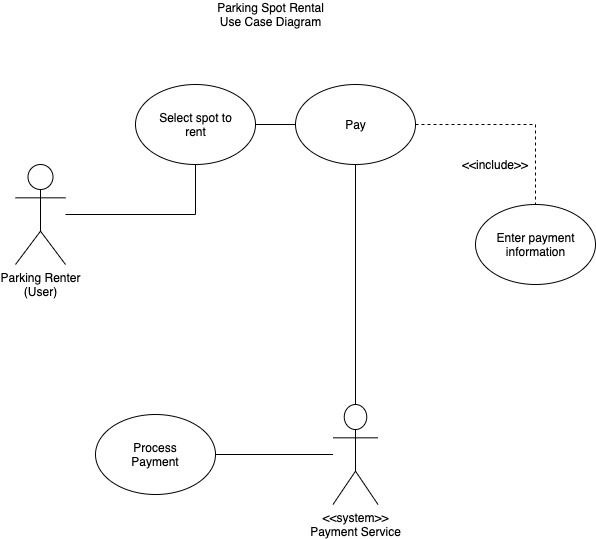 Parking Spot Rental
Use Case Diagram
Select spot to
rent
Pay
<<include>>
Enter payment
information
Parking Renter
(User)
Process
Payment
<<system>>
Payment Service